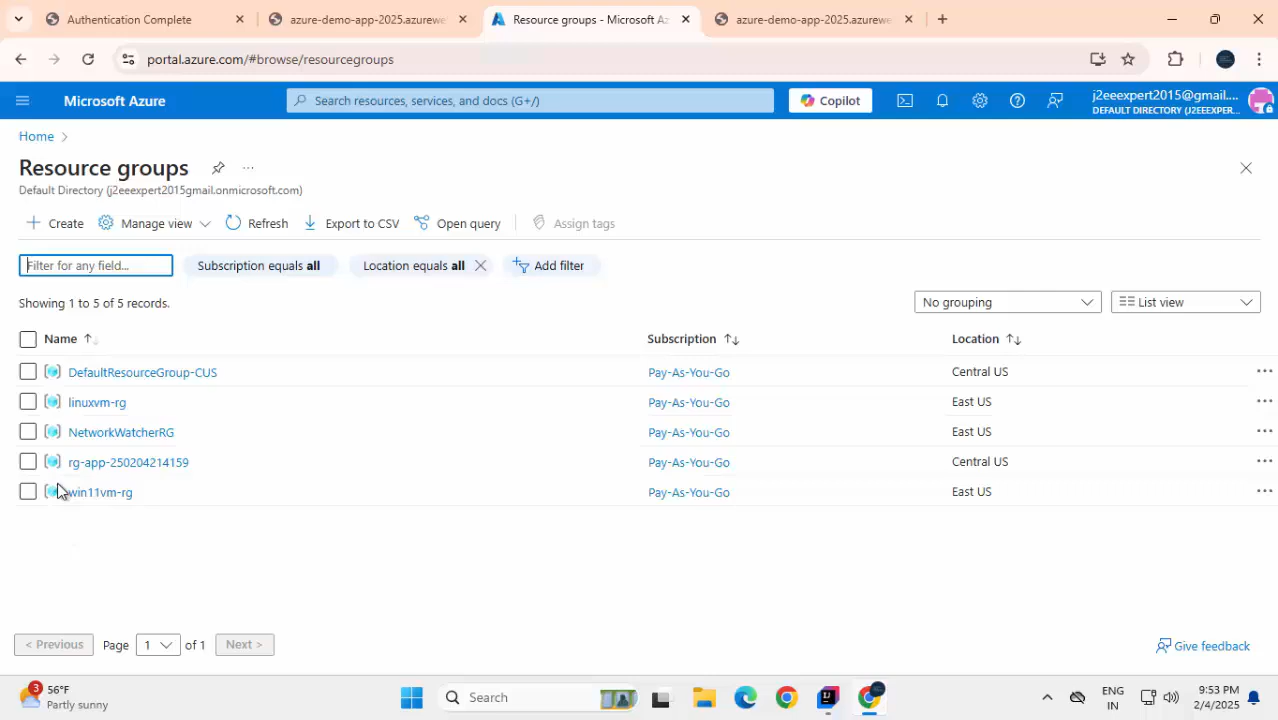 Authentication Complete
azure-demo-app-2025.azurewe
Resource groups - Microsoft Az
azure-demo-app-2025.azurewe
portal.azure.com/#browse/resourcegroups
Microsoft Azure
Search resources, services, and docs (G+/)
Copilot
j2eeexpert2015@gmail....
DEFAULT DIRECTORY (J2EEEXPER...
Home >
Resource groups
Default Directory (j2eeexpert2015gmail.onmicrosoft.com)
Create
Manage view
Refresh
Export to CSV
Open query
Assign tags
Filter for any field...
Subscription equals all
Location equals all
Add filter
Showing 1 to 5 of 5 records.
No grouping
List view
Name
Subscription
Location
DefaultResourceGroup-CUS
Pay-As-You-Go
Central US
linuxvm-rg
Pay-As-You-Go
East US
NetworkWatcherRG
Pay-As-You-Go
East US
rg-app-250204214159
Pay-As-You-Go
Central US
win11vm-rg
Pay-As-You-Go
East US
< Previous
Page
1
of 1
Next >
Give feedback
3
56°F
Partly sunny
Search
ENG
IN
9:53 PM
2/4/2025